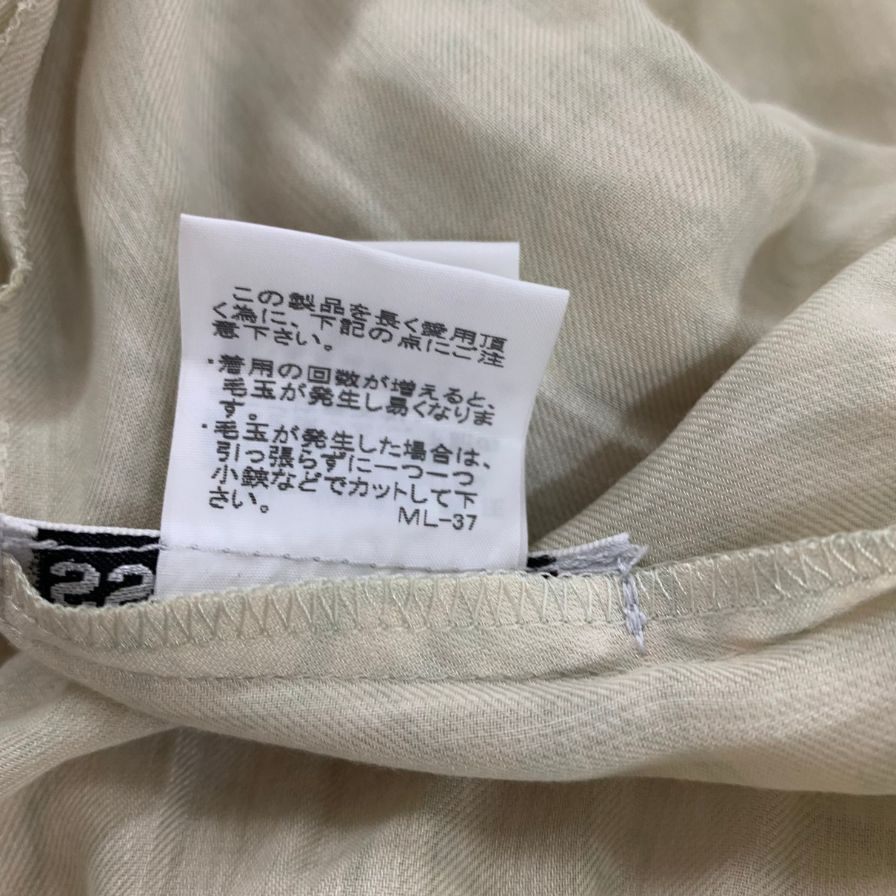 この製品を長く愛用頂
く為に、下記の点にご注
意下さい。
・着用の回数が増えると、
毛玉が発生し易くなりま
す。
・毛玉が発生した場合は、
引っ張らずに一つ一つ
小鋏などでカットして下
さい。
ML-37